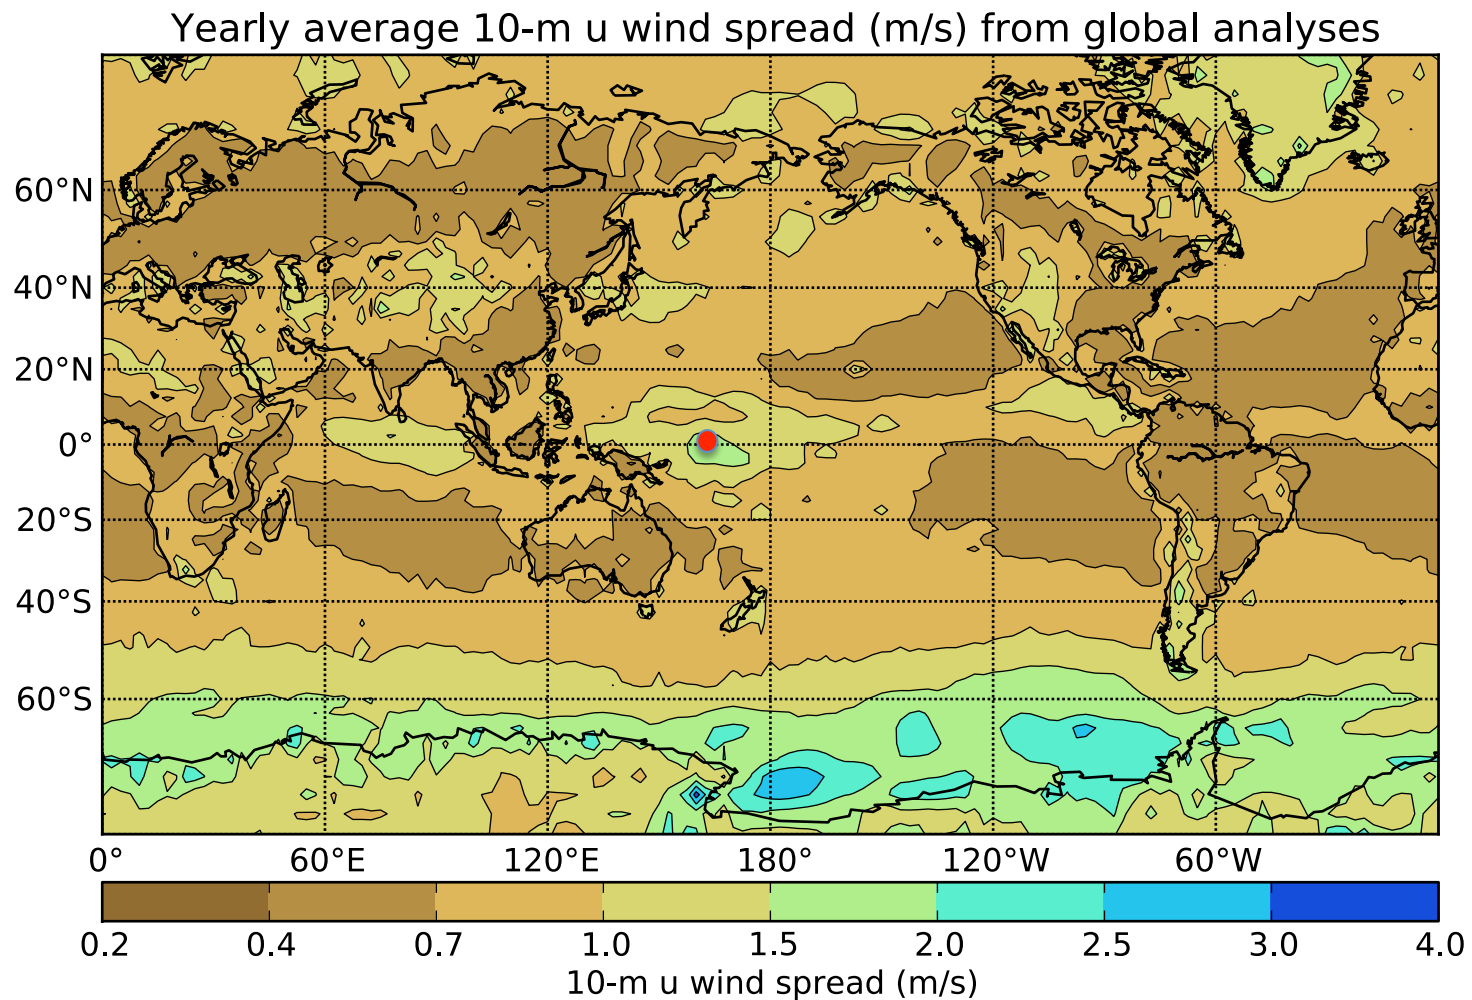 Yearly average 10-m u wind spread (m/s) from global analyses
60°N
40°N
20°N
0°
20°S
40°S
60°S
0° 60°E 120°E 180° 120°W 60°W
0.2 0.4 0.7 1.0 1.5 2.0 2.5 3.0 4.0
10-m u wind spread (m/s)